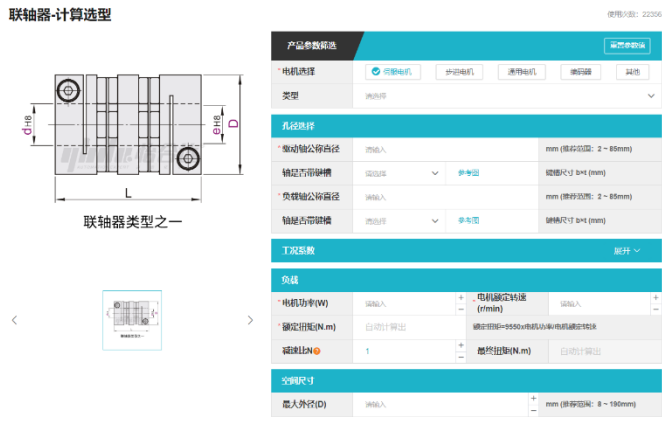 联轴器-计算选型
使用次数：22356
产品参数筛选
重置参数值
*电机选择
伺服电机
步进电机
通用电机
编码器
其他
类型
请选择
dH8
eH8
D
L
联轴器类型之一
孔径选择
*驱动轴公称直径
请输入
mm (推荐范围：2 ~ 85mm)
轴是否带键槽
请选择
参考图
键槽尺寸 b×t (mm)
*负载轴公称直径
请输入
mm (推荐范围：2 ~ 85mm)
轴是否带键槽
请选择
参考图
键槽尺寸 b×t (mm)
工况系数
展开
负载
*电机功率(W)
请输入
+
−
*电机额定转速(r/min)
请输入
+
−
*额定扭矩(N.m)
自动计算出
额定扭矩=9550x电机功率/电机额定转速
减速比N
?
1
+
−
最终扭矩(N.m)
自动计算出
空间尺寸
最大外径(D)
请输入
+
−
mm (推荐范围：8 ~ 190mm)